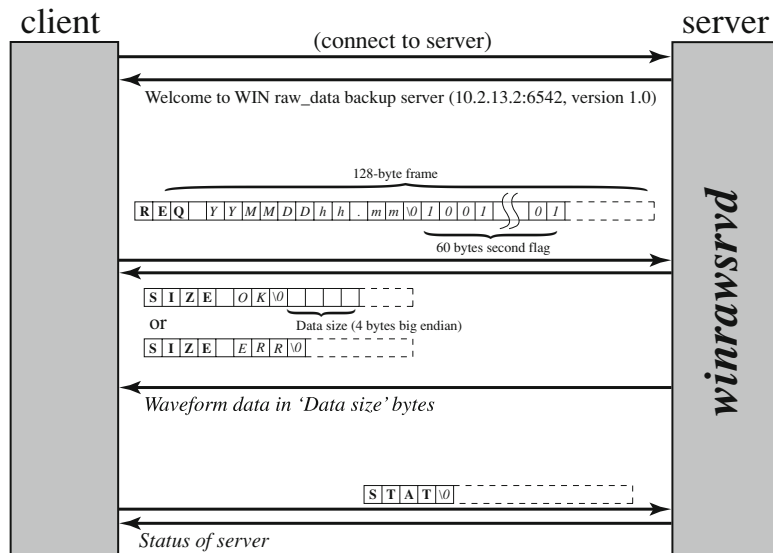 client
server
(connect to server)
Welcome to WIN raw_data backup server (10.2.13.2:6542, version 1.0)
128-byte frame
R E Q Y Y M M D D h h . m m \0 1 0 0 1 0 1
60 bytes second flag
S I Z E O K \0
or
Data size (4 bytes big endian)
S I Z E E R R \0
winrawsrvd
Waveform data in ‘Data size’ bytes
S T A T \0
Status of server